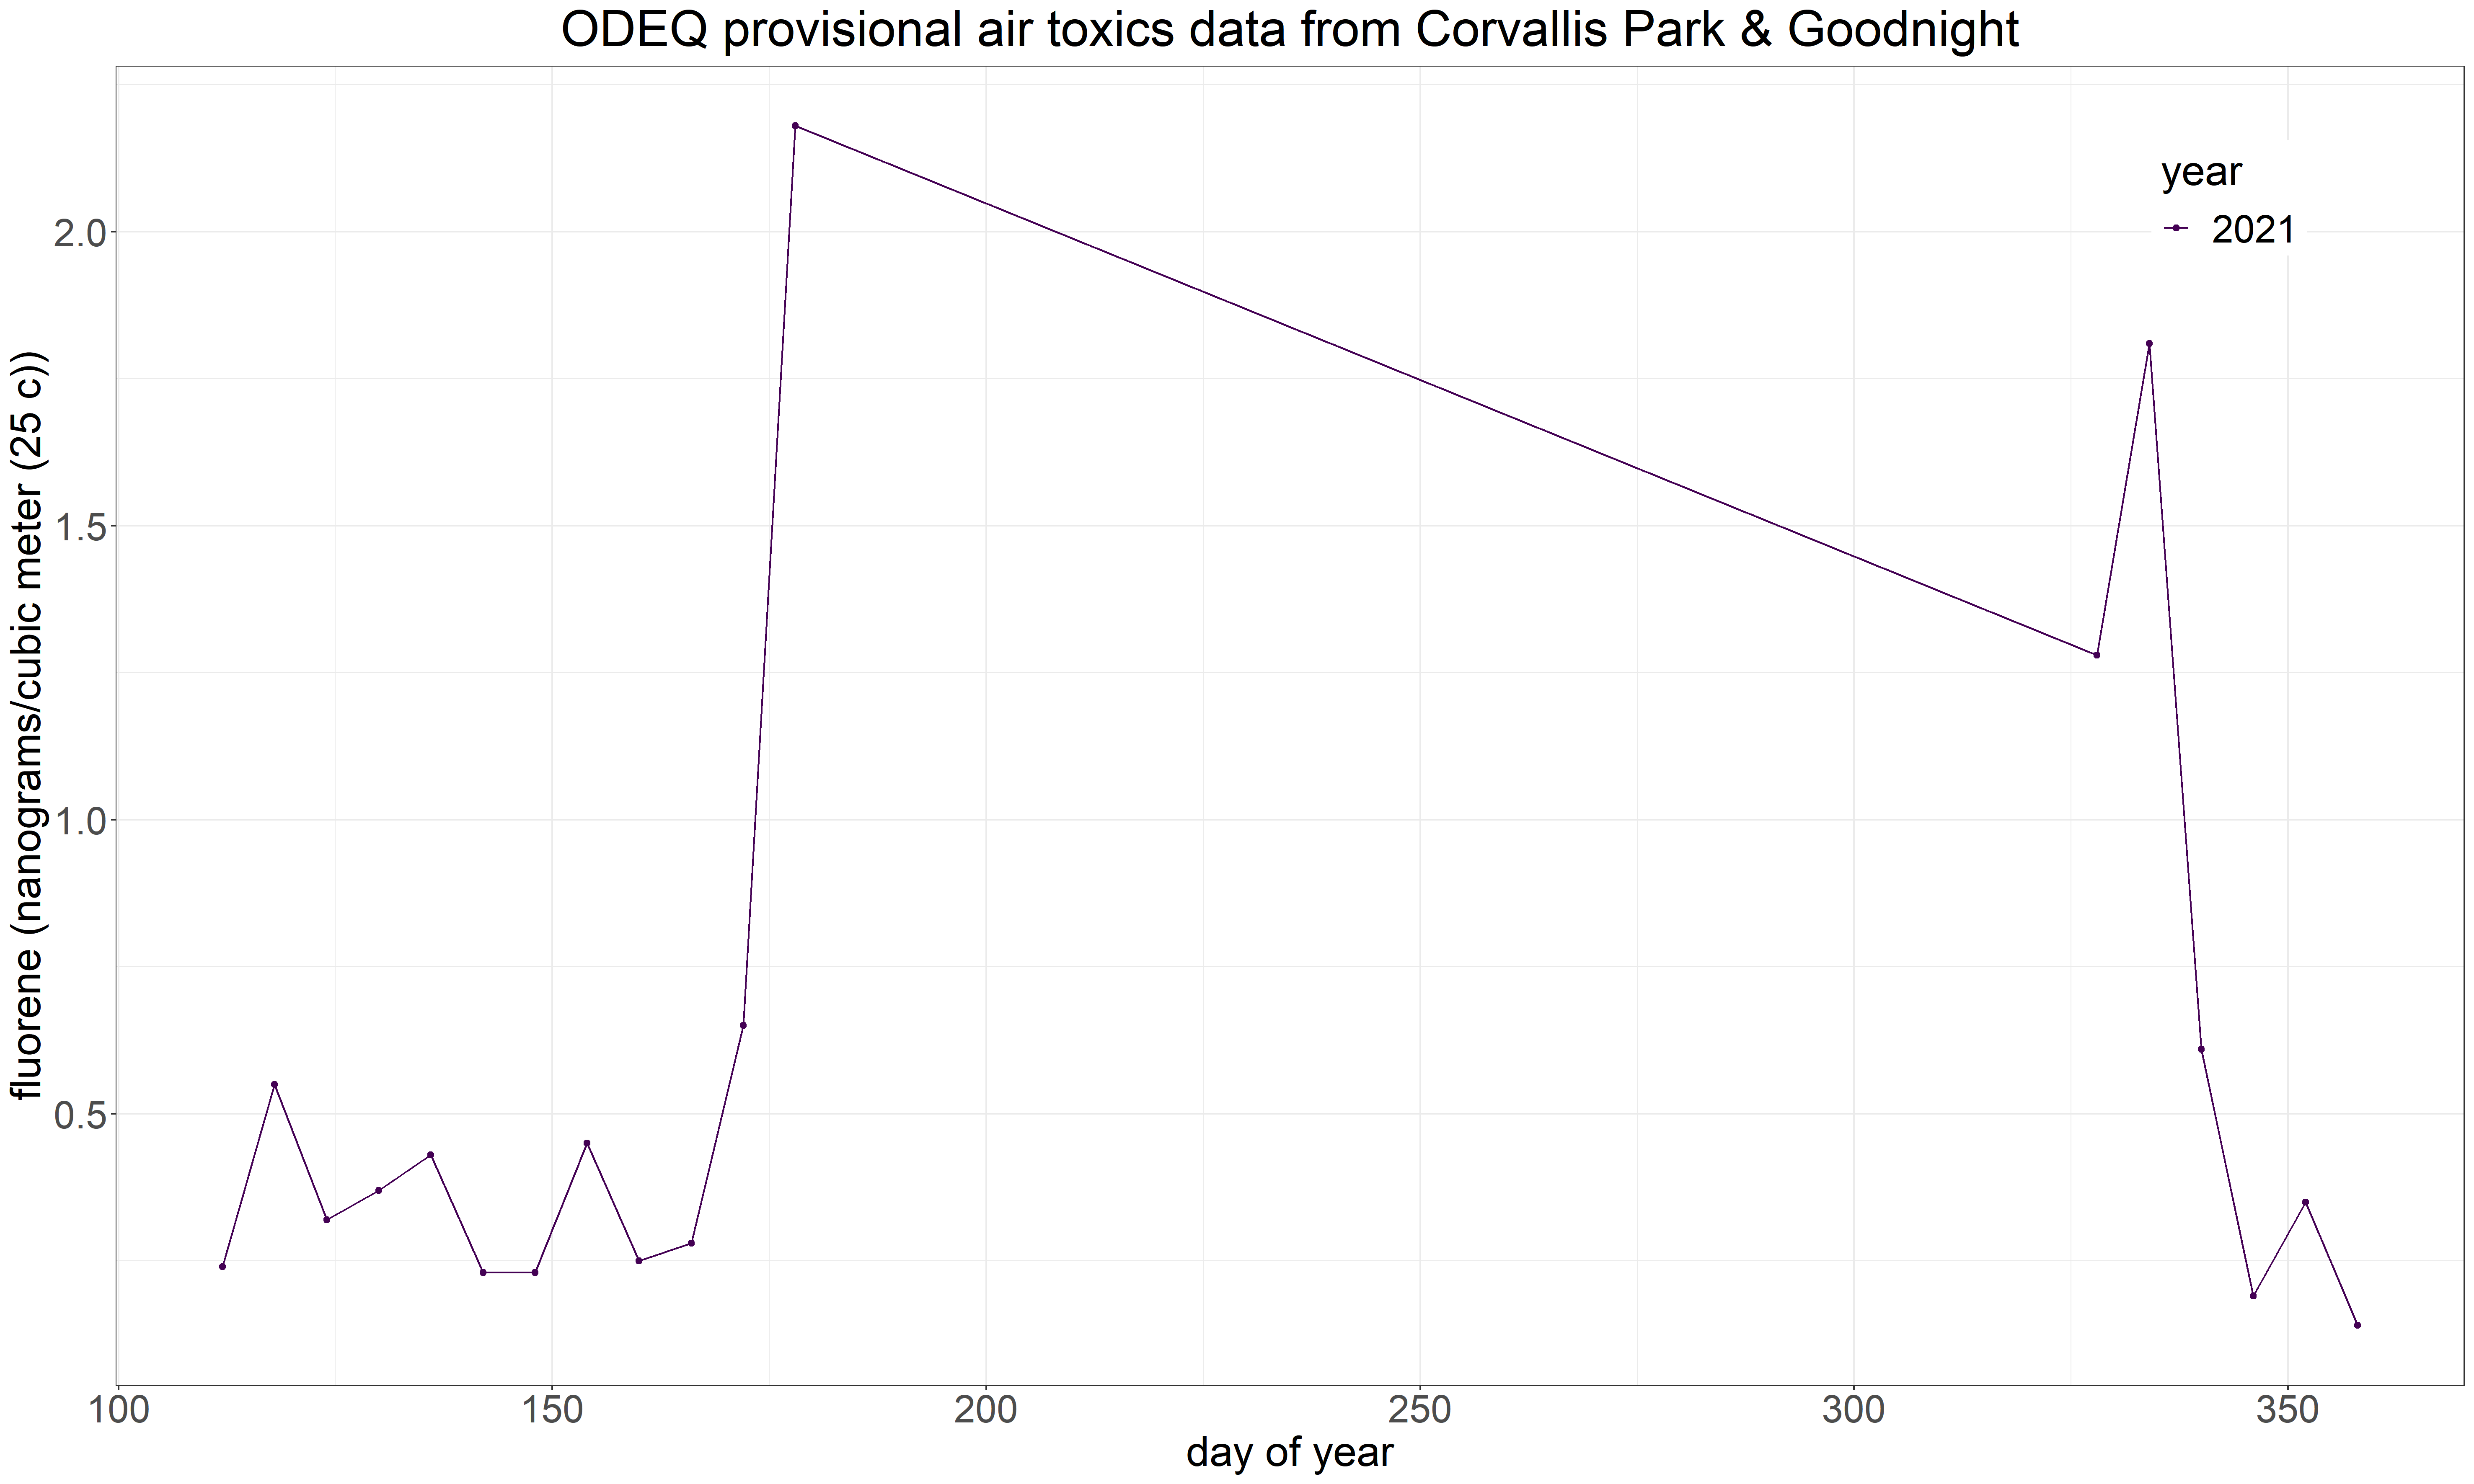 ODEQ provisional air toxics data from Corvallis Park & Goodnight
fluorene (nanograms/cubic meter (25 c))
2.0
1.5
1.0
0.5
year
2021
100 150 200 250 300 350
day of year